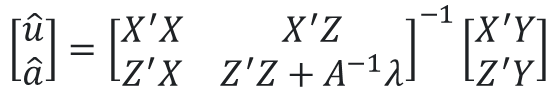 [û] = [X′X X′Z]⁻¹ [X′Y]
[â] [Z′X Z′Z + A⁻¹λ] [Z′Y]